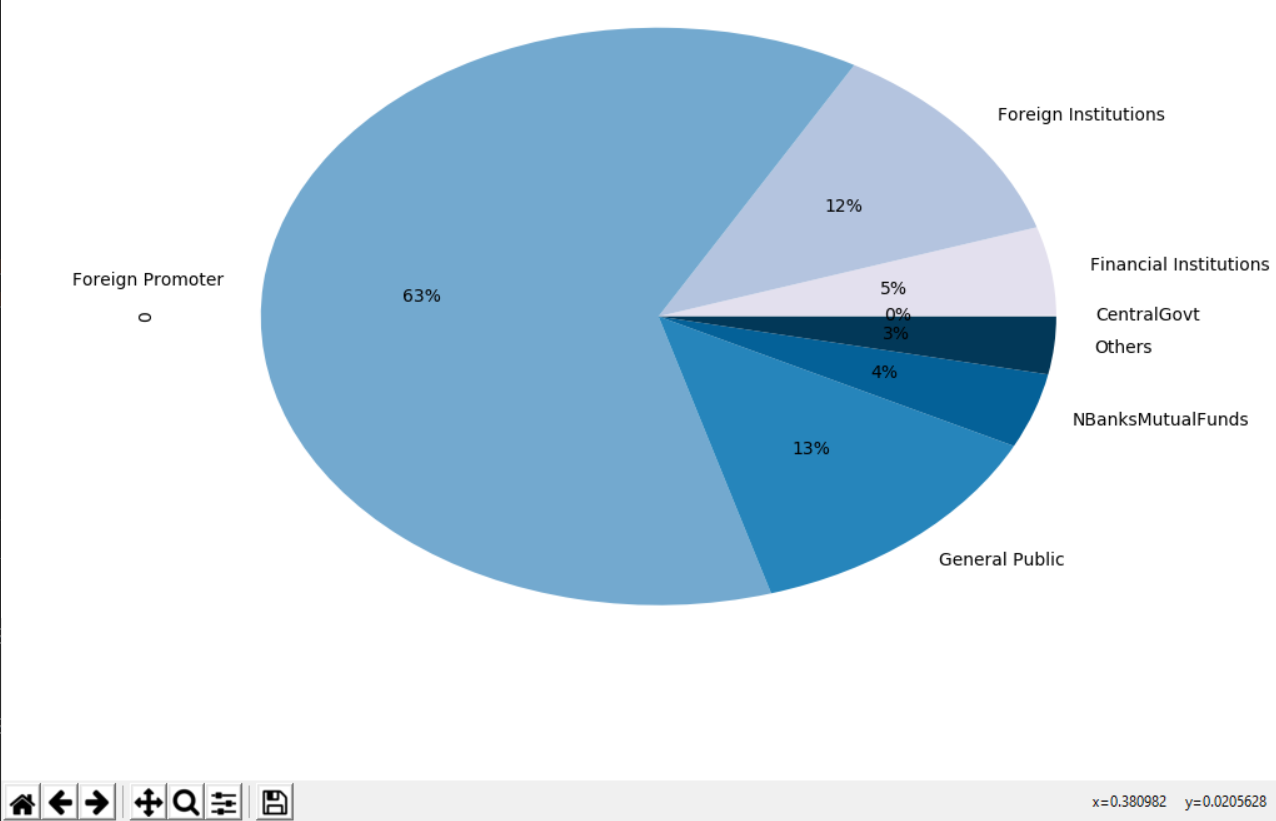 Foreign Institutions
12%
Financial Institutions
Foreign Promoter
63%
5%
0
0%
CentralGovt
3%
Others
4%
NBanksMutualFunds
13%
General Public
x=0.380982 y=0.0205628